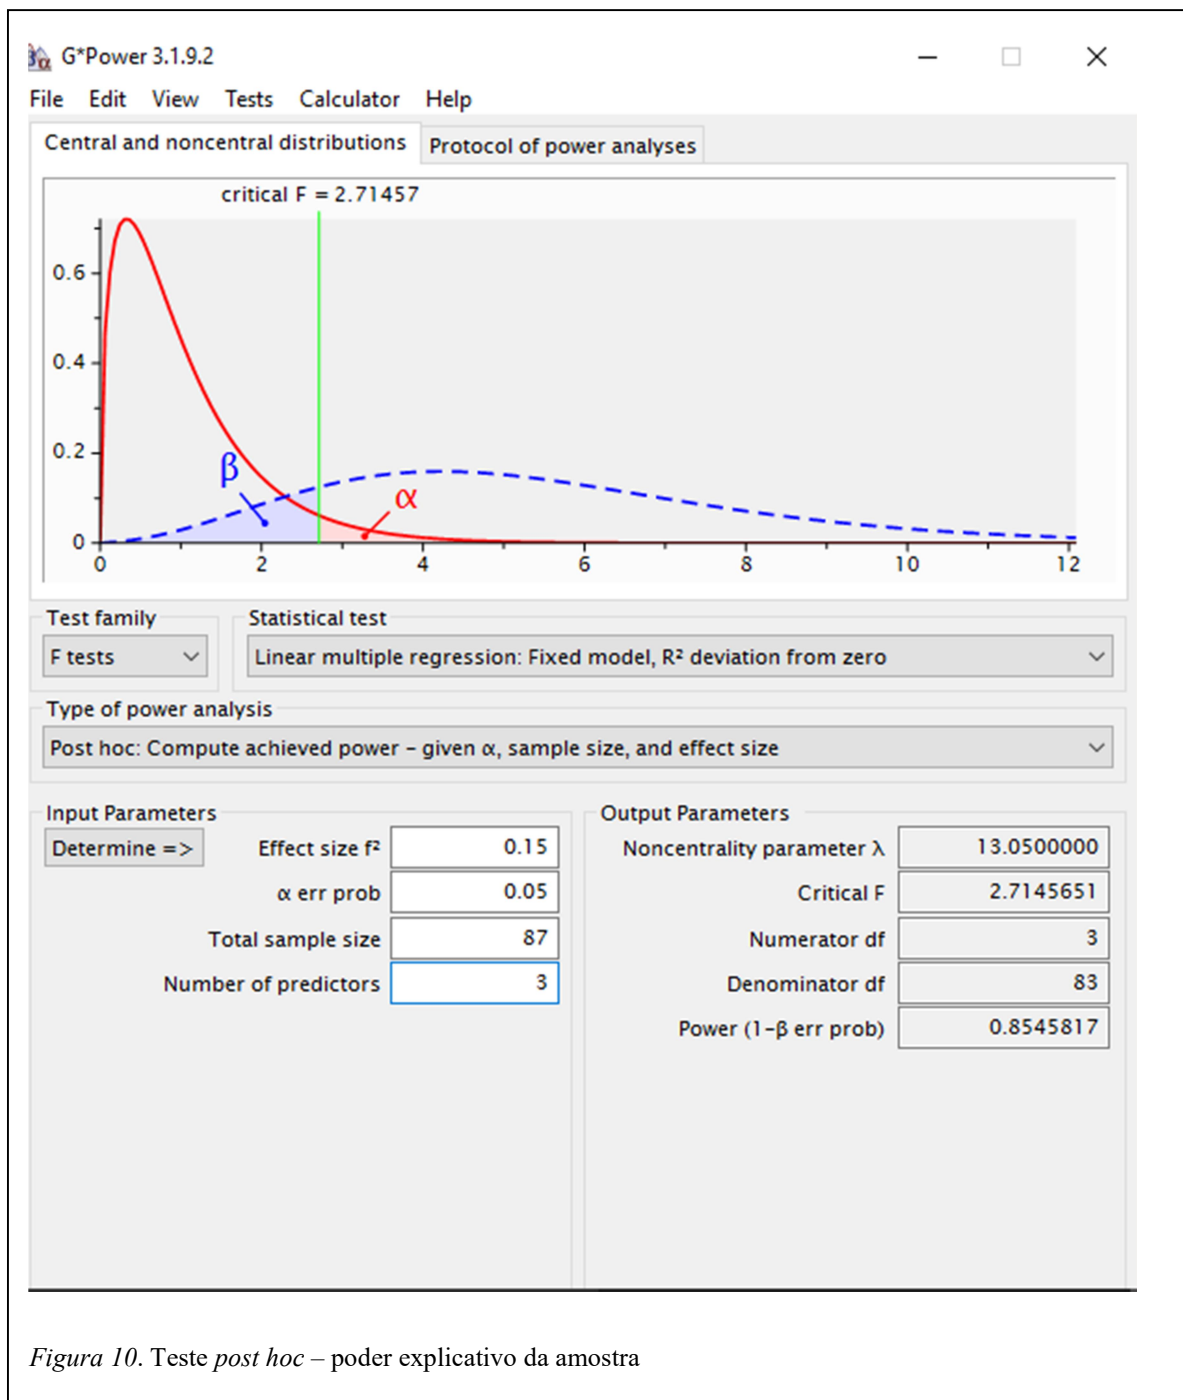 G*Power 3.1.9.2
File Edit View Tests Calculator Help
Central and noncentral distributions Protocol of power analyses
critical F = 2.71457
0.6
0.4
0.2
0
β
α
0 2 4 6 8 10 12
Test family Statistical test
F tests Linear multiple regression: Fixed model, R² deviation from zero
Type of power analysis
Post hoc: Compute achieved power – given α, sample size, and effect size
Input Parameters Output Parameters
Determine => Effect size f² 0.15 Noncentrality parameter λ 13.0500000
α err prob 0.05 Critical F 2.7145651
Total sample size 87 Numerator df 3
Number of predictors 3 Denominator df 83
Power (1-β err prob) 0.8545817
Figura 10. Teste post hoc – poder explicativo da amostra